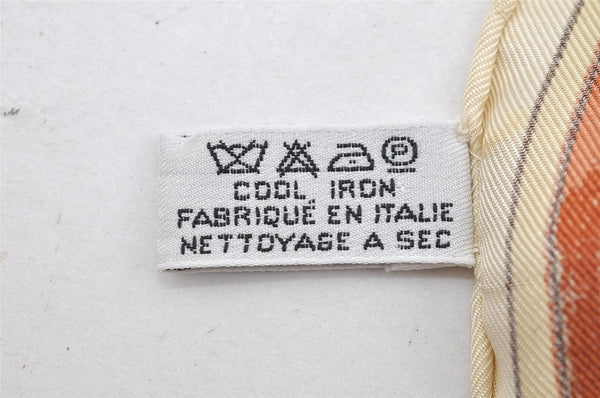 COOL IRON
FABRIQUÉ EN ITALIE
NETTOYAGE A SEC